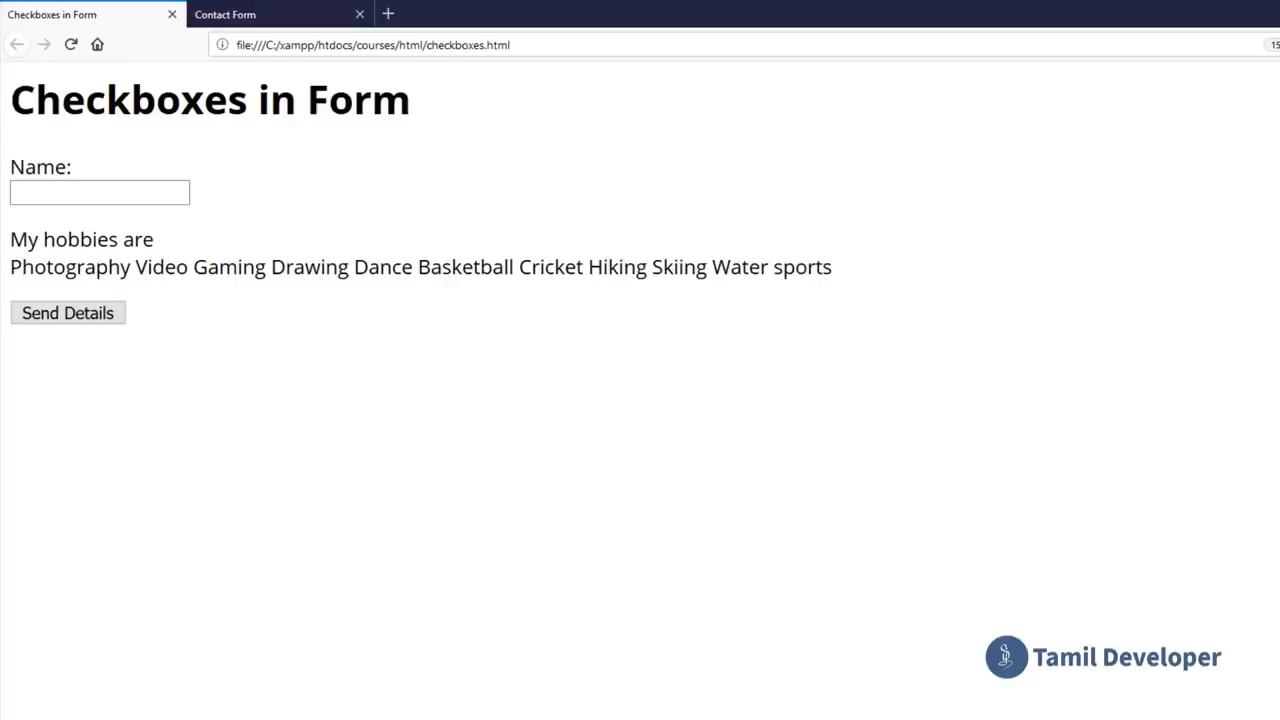 Checkboxes in Form
Contact Form
file:///C:/xampp/htdocs/courses/html/checkboxes.html
Checkboxes in Form
Name:
My hobbies are
Photography Video Gaming Drawing Dance Basketball Cricket Hiking Skiing Water sports
Send Details
Tamil Developer